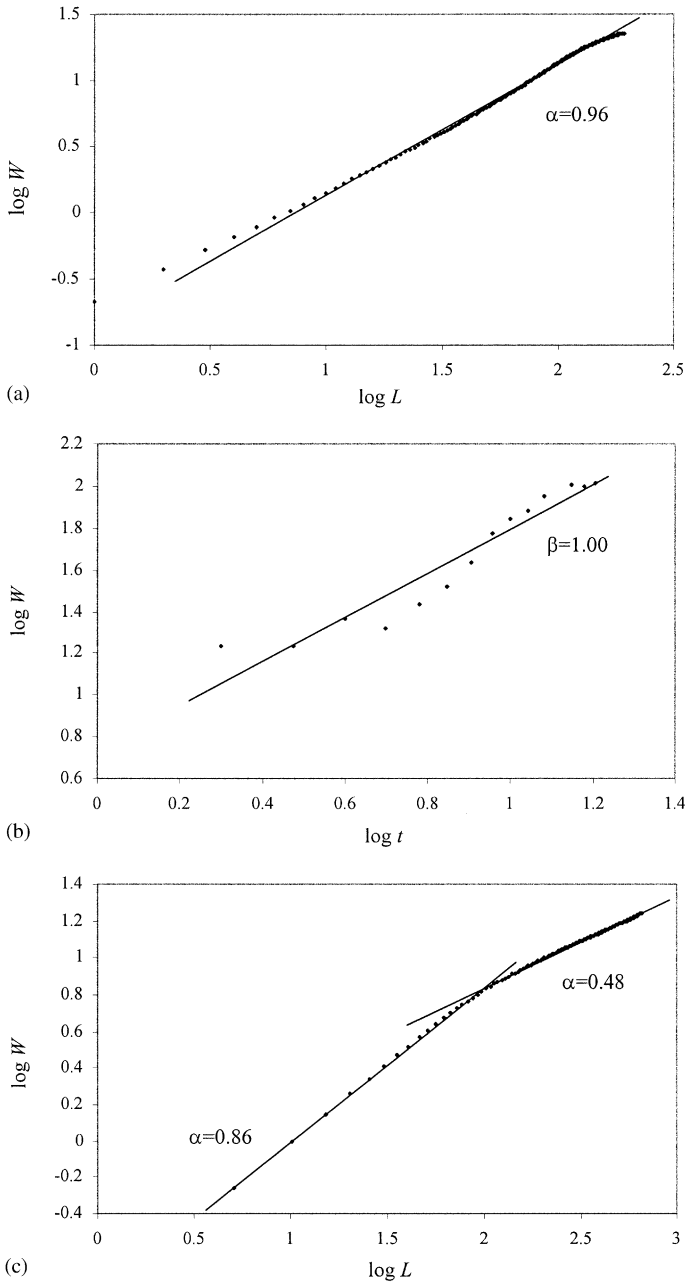 1.5
1
0.5
0
-0.5
-1
log W
α=0.96
0 0.5 1 1.5 2 2.5
log L
(a)
2.2
2
1.8
1.6
1.4
1.2
1
0.8
0.6
log W
β=1.00
0 0.2 0.4 0.6 0.8 1 1.2 1.4
log t
(b)
1.4
1.2
1
0.8
0.6
0.4
0.2
0
-0.2
-0.4
log W
α=0.48
α=0.86
0 0.5 1 1.5 2 2.5 3
log L
(c)